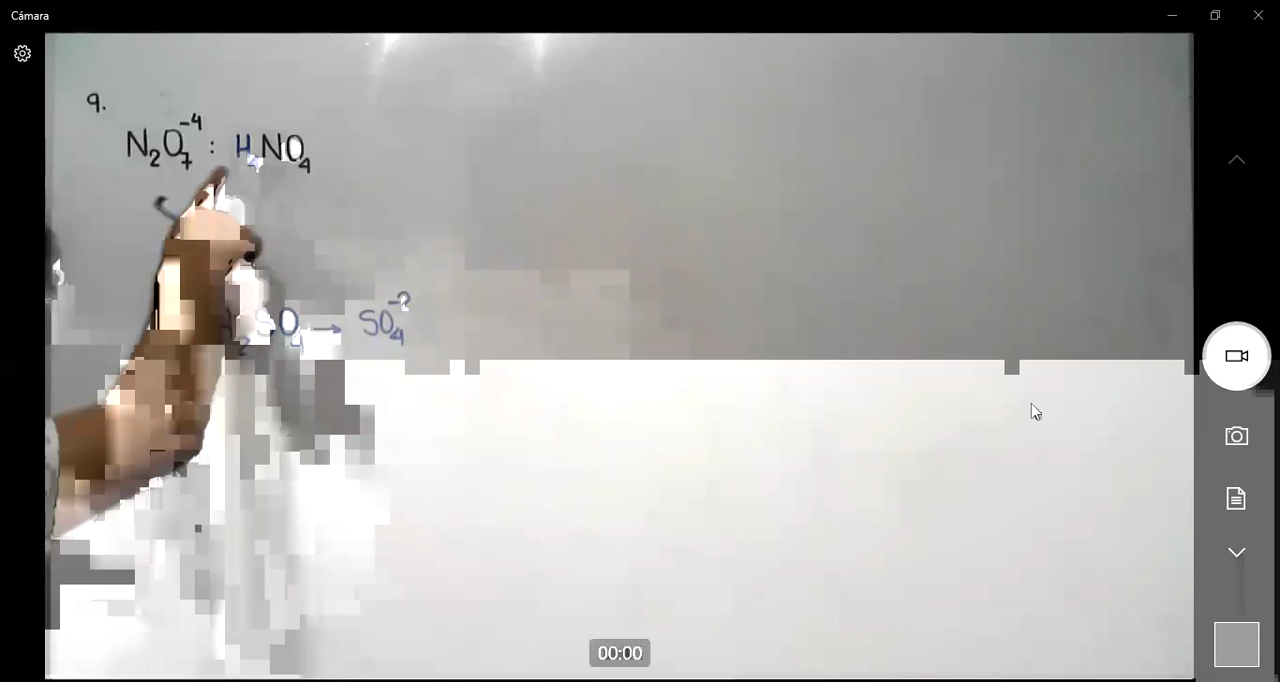 Cámara
9.
N₂O₇⁻⁴ : H₄NO₄
SO₄ → SO₄⁻²
00:00